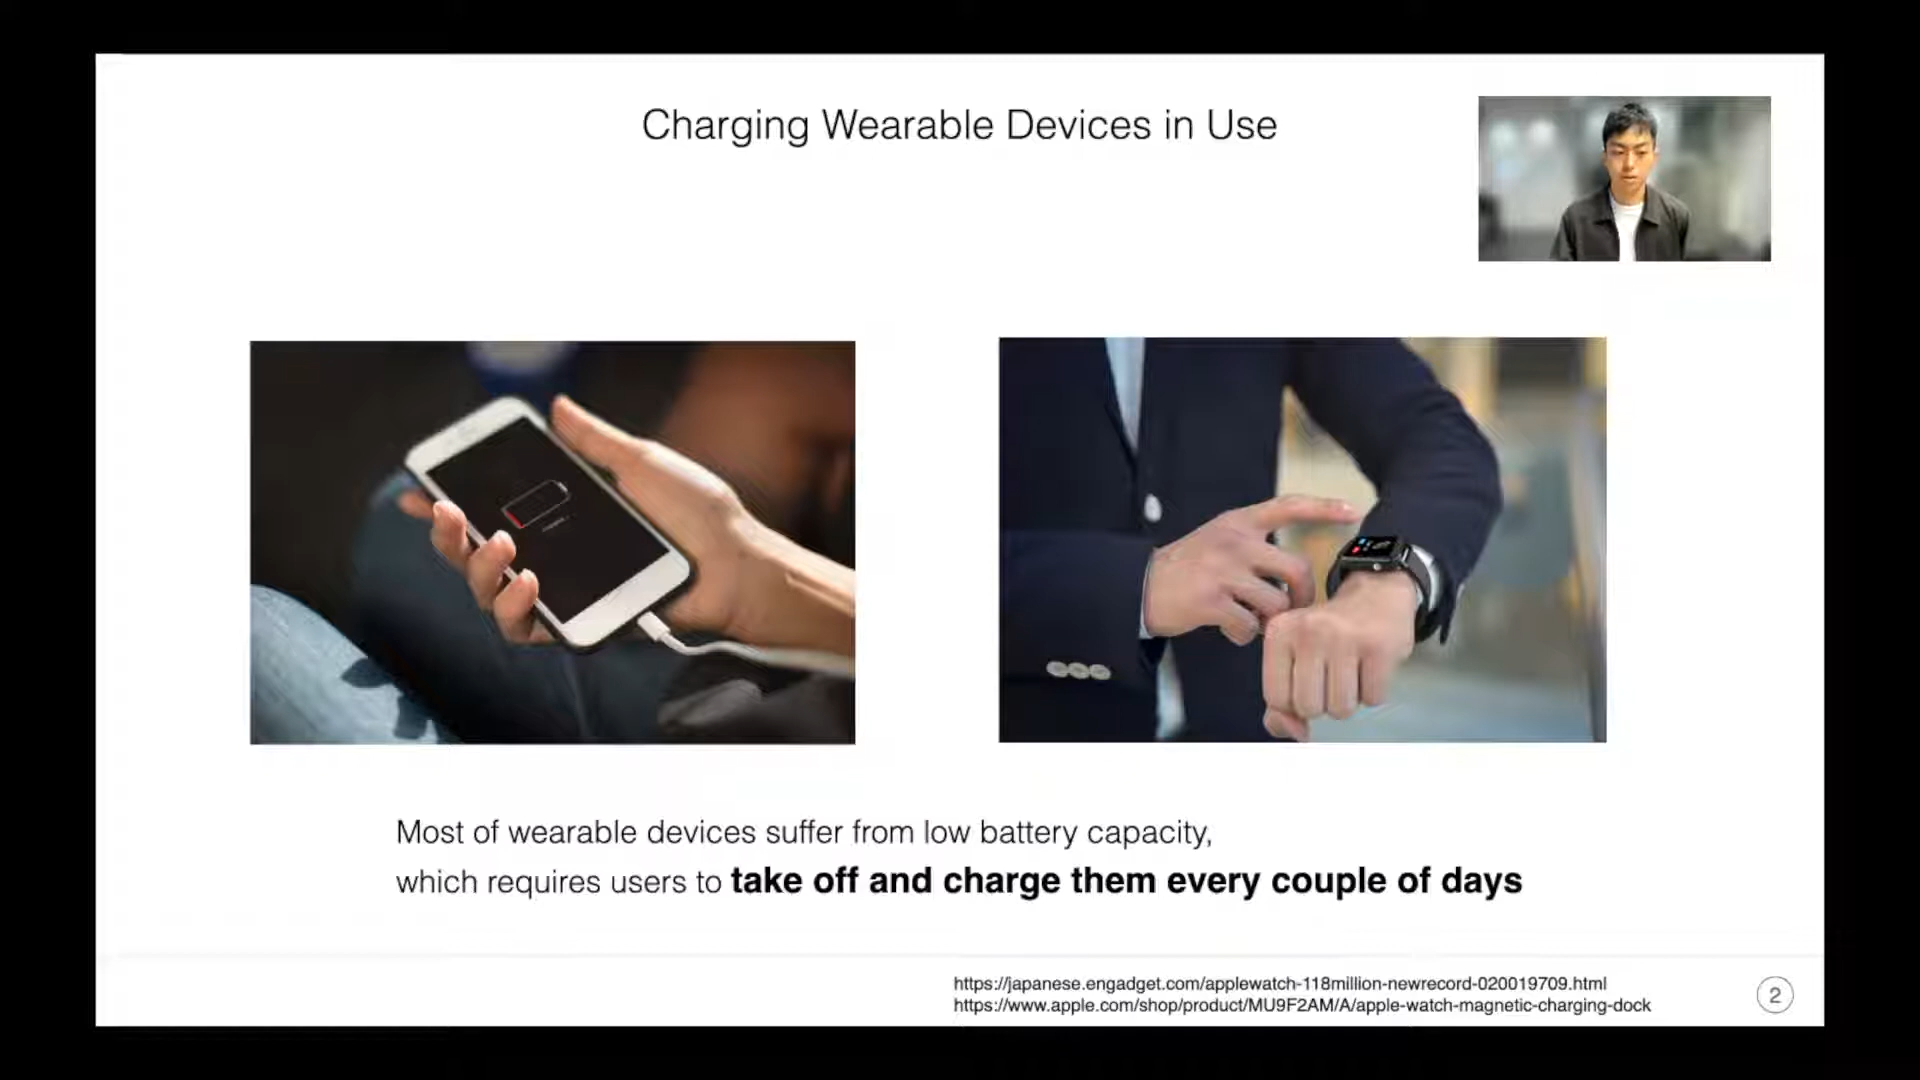 Charging Wearable Devices in Use
Most of wearable devices suffer from low battery capacity,
which requires users to take off and charge them every couple of days
https://japanese.engadget.com/applewatch-118million-newrecord-020019709.html
https://www.apple.com/shop/product/MU9F2AM/A/apple-watch-magnetic-charging-dock
2